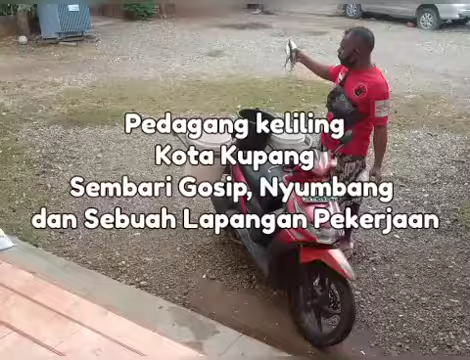 Pedagang keliling
Kota Kupang
Sembari Gosip, Nyumbang
dan Sebuah Lapangan Pekerjaan